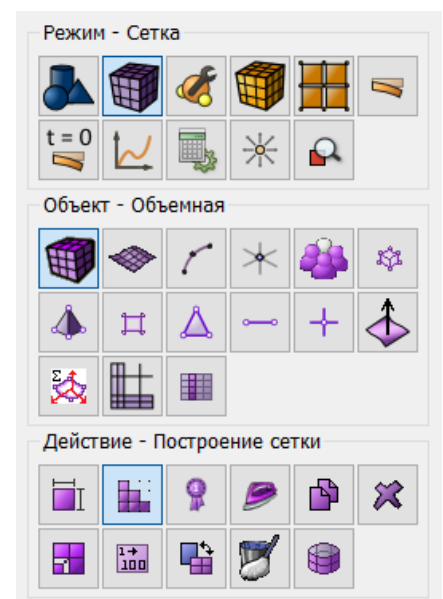 Режим - Сетка
t = 0
Объект - Объемная
Σ
Действие - Построение сетки
1→
100